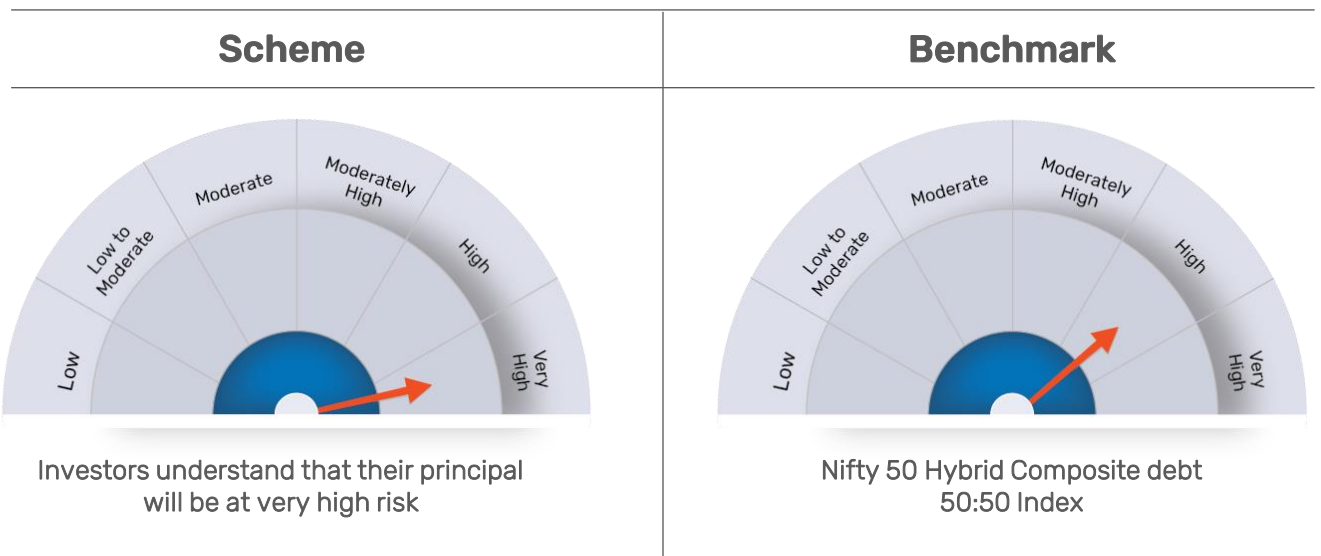 Scheme
Low
Low to
Moderate
Moderate
Moderately
High
High
Very
High
Investors understand that their principal
will be at very high risk
Benchmark
Low
Low to
Moderate
Moderate
Moderately
High
High
Very
High
Nifty 50 Hybrid Composite debt
50:50 Index